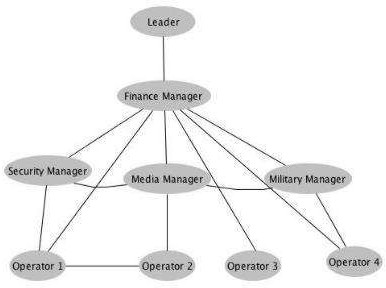 Leader
Finance Manager
Security Manager
Media Manager
Military Manager
Operator 1
Operator 2
Operator 3
Operator 4